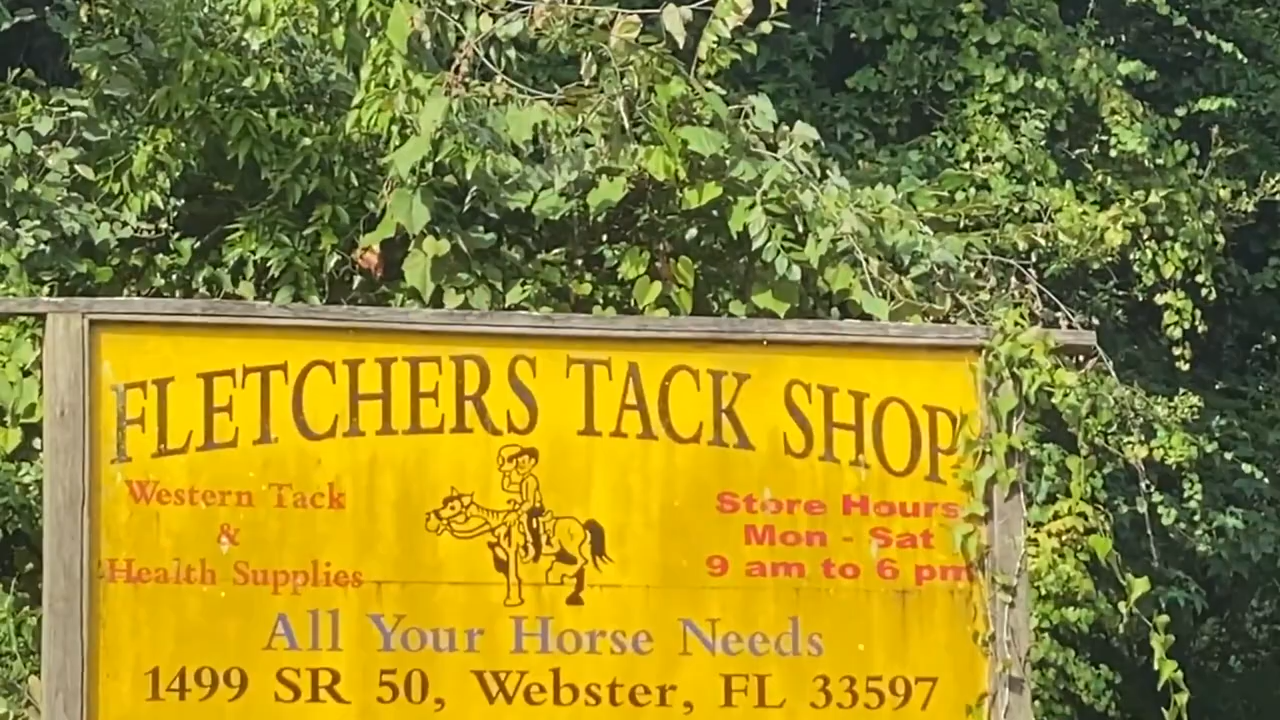 FLETCHERS TACK SHOP
Western Tack
&
Health Supplies
Store Hours
Mon - Sat
9 am to 6 pm
All Your Horse Needs
1499 SR 50, Webster, FL 33597